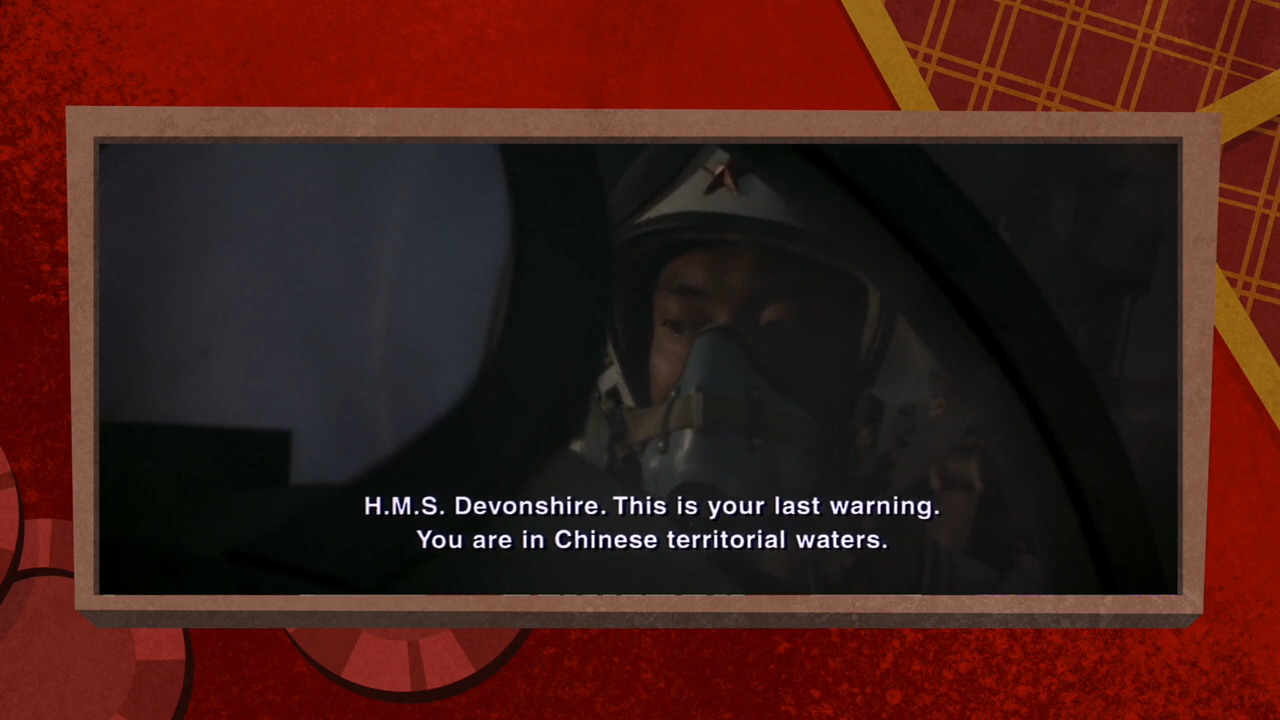 H.M.S. Devonshire. This is your last warning.
You are in Chinese territorial waters.